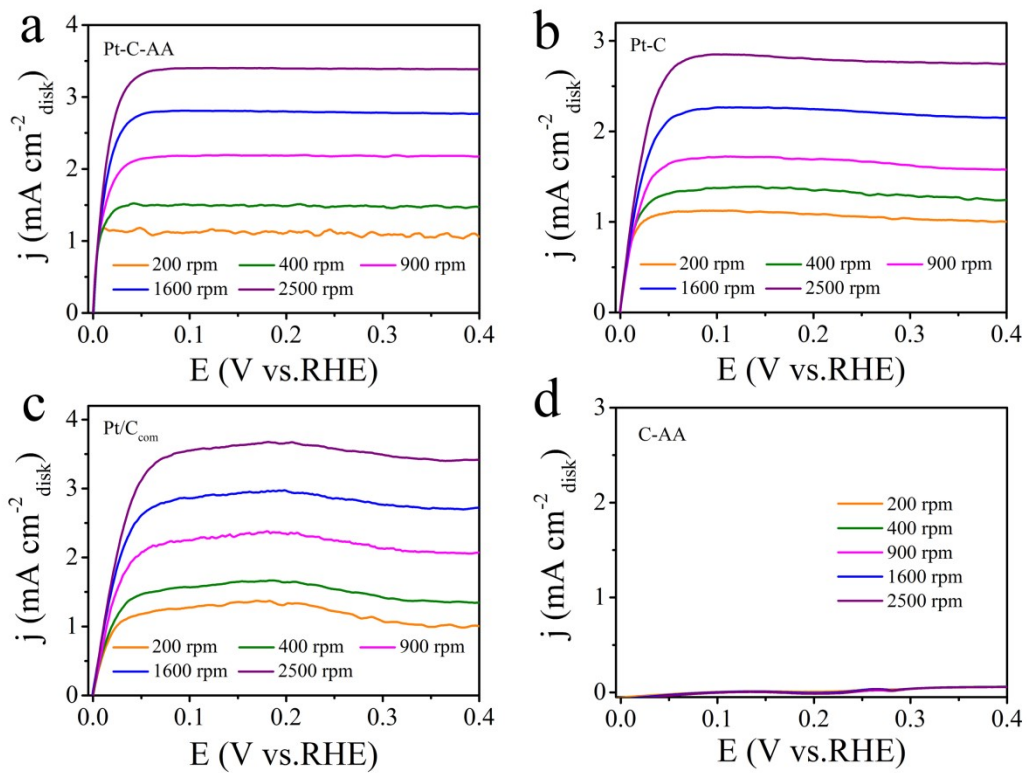 a
Pt-C-AA
j (mA cm⁻²disk)
4
3
2
1
0
200 rpm 400 rpm 900 rpm
1600 rpm 2500 rpm
0.0 0.1 0.2 0.3 0.4
E (V vs.RHE)
b
Pt-C
j (mA cm⁻²disk)
3
2
1
0
200 rpm 400 rpm 900 rpm
1600 rpm 2500 rpm
0.0 0.1 0.2 0.3 0.4
E (V vs.RHE)
c
Pt/Ccom
j (mA cm⁻²disk)
4
3
2
1
0
200 rpm 400 rpm 900 rpm
1600 rpm 2500 rpm
0.0 0.1 0.2 0.3 0.4
E (V vs.RHE)
d
C-AA
j (mA cm⁻²disk)
3
2
1
0
200 rpm
400 rpm
900 rpm
1600 rpm
2500 rpm
0.0 0.1 0.2 0.3 0.4
E (V vs.RHE)